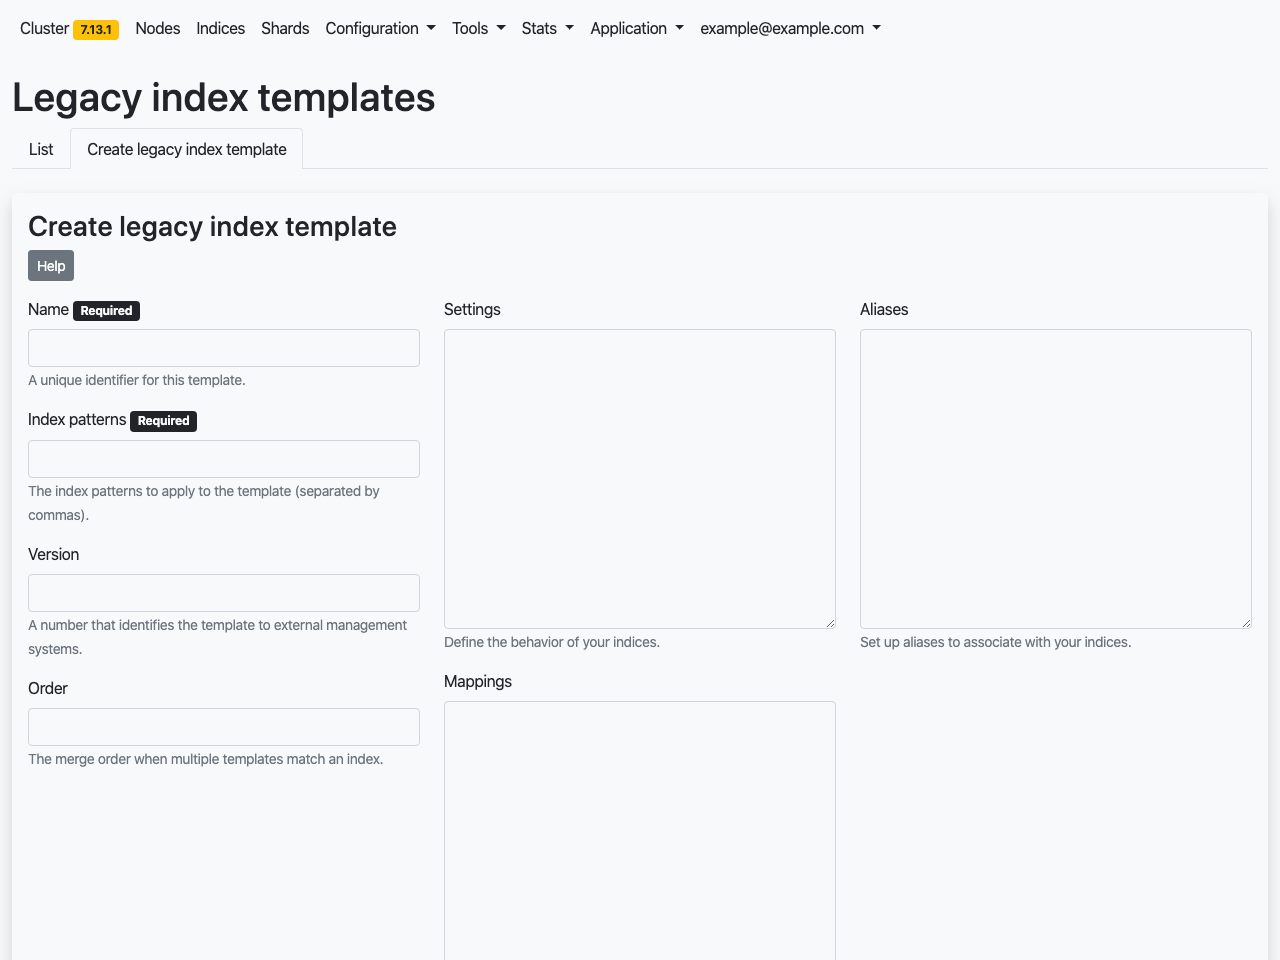 Cluster 7.13.1 Nodes Indices Shards Configuration Tools Stats Application example@example.com
Legacy index templates
List Create legacy index template
Create legacy index template
Help
Name Required
A unique identifier for this template.
Index patterns Required
The index patterns to apply to the template (separated by
commas).
Version
A number that identifies the template to external management
systems.
Order
The merge order when multiple templates match an index.
Settings
Define the behavior of your indices.
Mappings
Aliases
Set up aliases to associate with your indices.